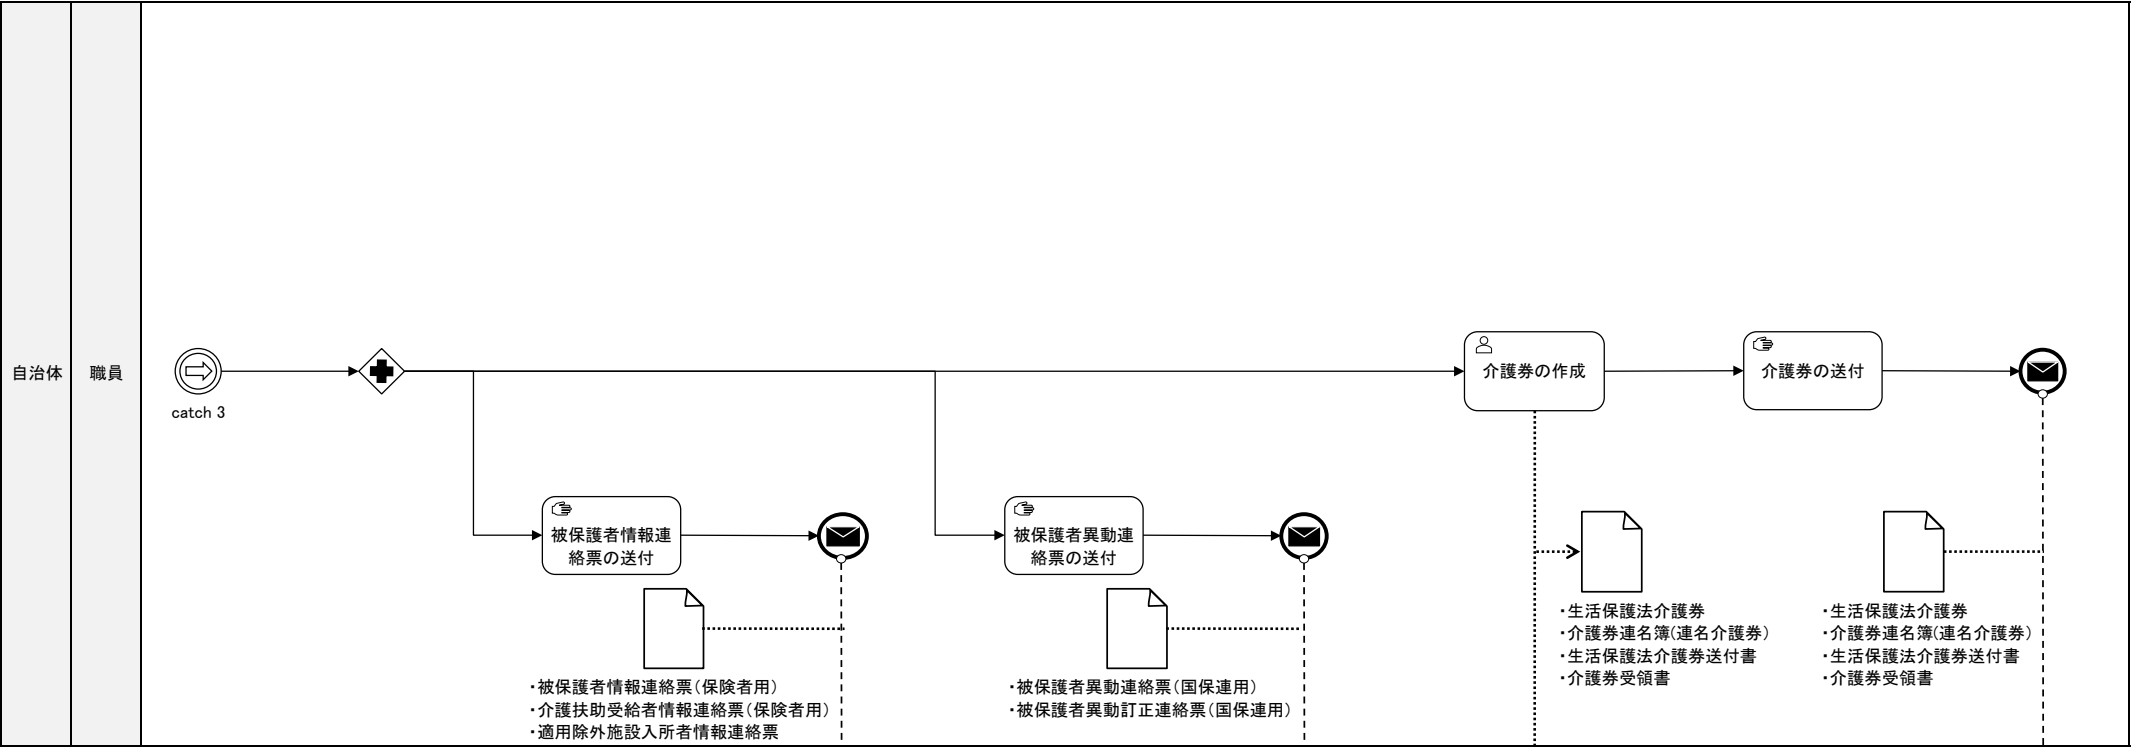 自治体
職員
catch 3
介護券の作成
介護券の送付
被保護者情報連
絡票の送付
被保護者異動連
絡票の送付
・被保護者情報連絡票(保険者用)
・介護扶助受給者情報連絡票(保険者用)
・適用除外施設入所者情報連絡票
・被保護者異動連絡票(国保連用)
・被保護者異動訂正連絡票(国保連用)
・生活保護法介護券
・介護券連名簿(連名介護券)
・生活保護法介護券送付書
・介護券受領書
・生活保護法介護券
・介護券連名簿(連名介護券)
・生活保護法介護券送付書
・介護券受領書